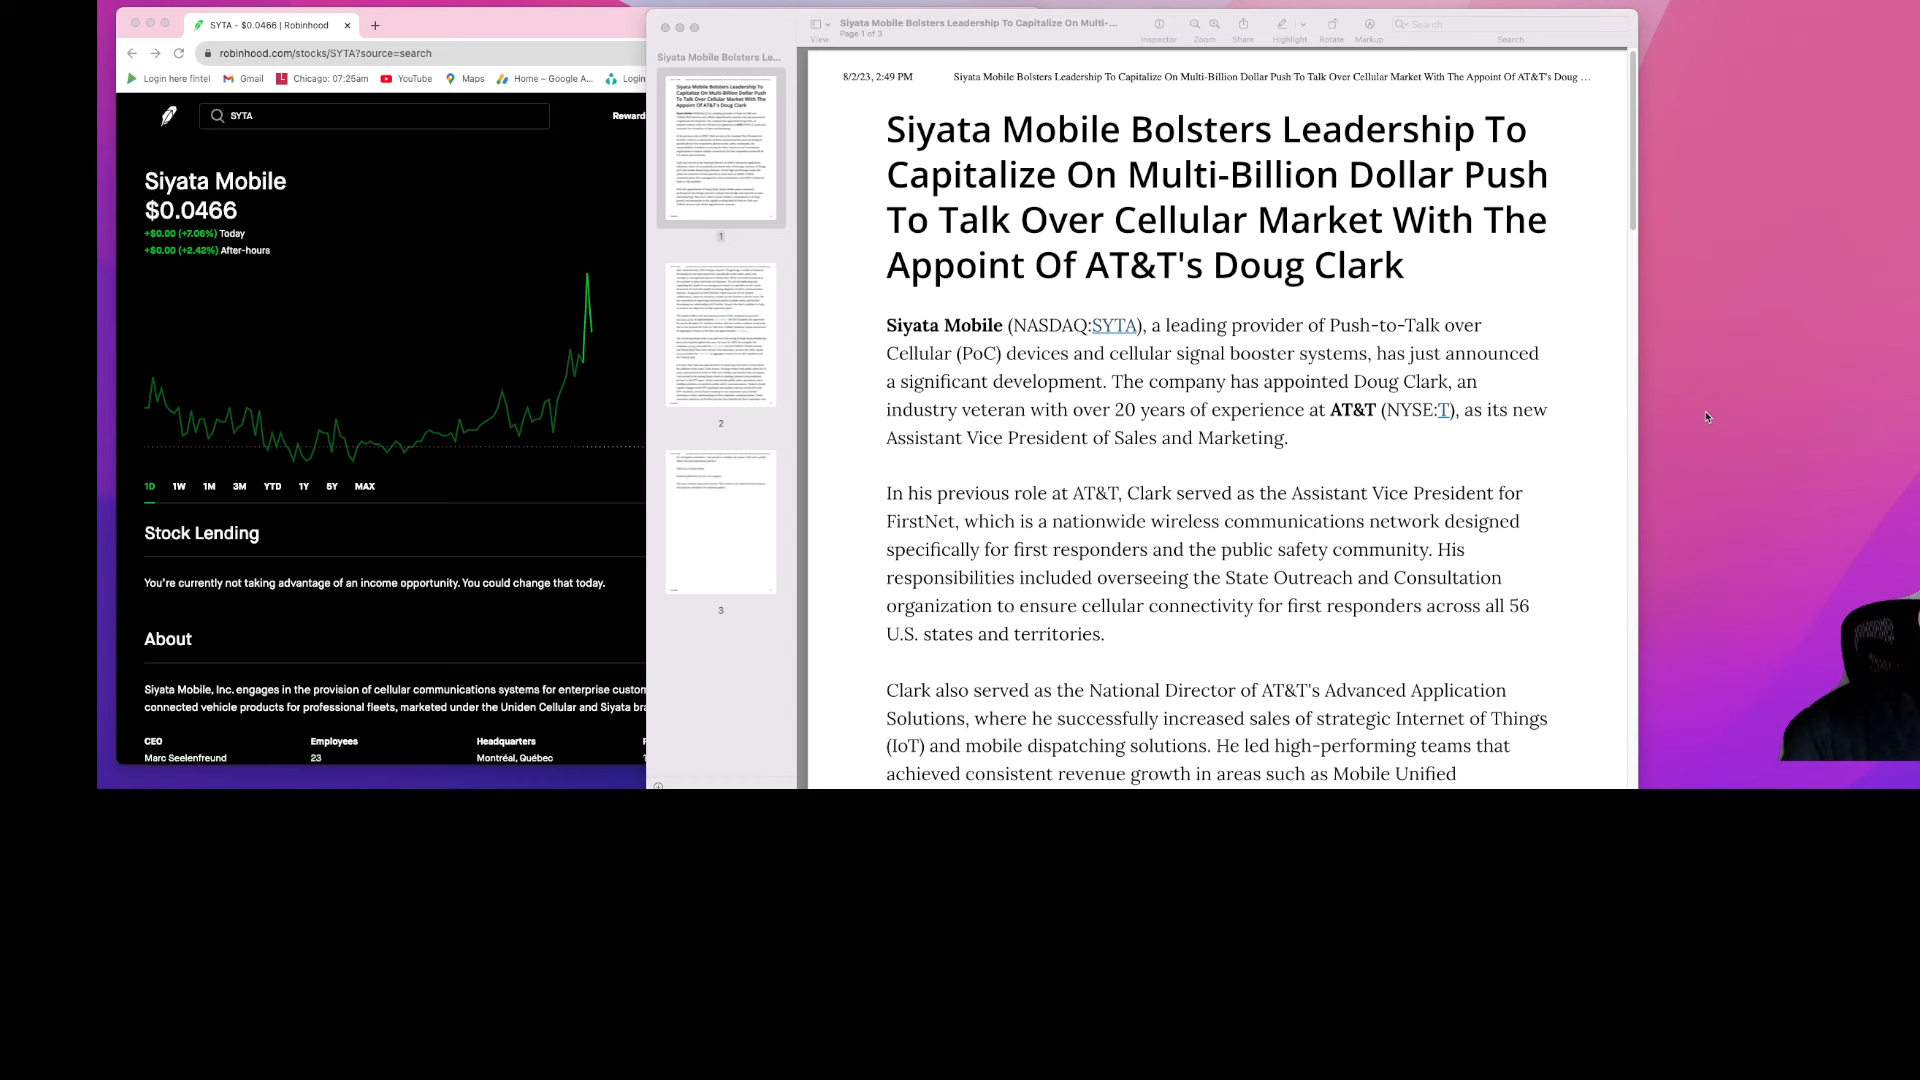 SYTA - $0.0466 | Robinhood
robinhood.com/stocks/SYTA?source=search
Login here fintel
Gmail
Chicago: 07:25am
YouTube
Maps
Home – Google A...
Login
SYTA
Reward
Siyata Mobile
$0.0466
+$0.00 (+7.06%) Today
+$0.00 (+2.42%) After-hours
1D 1W 1M 3M YTD 1Y 5Y MAX
Stock Lending
You're currently not taking advantage of an income opportunity. You could change that today.
About
Siyata Mobile, Inc. engages in the provision of cellular communications systems for enterprise custom
connected vehicle products for professional fleets, marketed under the Uniden Cellular and Siyata bra
CEO Employees Headquarters
Marc Seelenfreund 23 Montréal, Québec
Siyata Mobile Bolsters Le...
1
2
3
View
Siyata Mobile Bolsters Leadership To Capitalize On Multi-...
Page 1 of 3
Inspector
Zoom
Share
Highlight
Rotate
Markup
Search
Search
8/2/23, 2:49 PM Siyata Mobile Bolsters Leadership To Capitalize On Multi-Billion Dollar Push To Talk Over Cellular Market With The Appoint Of AT&T's Doug ...
Siyata Mobile Bolsters Leadership To
Capitalize On Multi-Billion Dollar Push
To Talk Over Cellular Market With The
Appoint Of AT&T's Doug Clark
Siyata Mobile (NASDAQ:SYTA), a leading provider of Push-to-Talk over
Cellular (PoC) devices and cellular signal booster systems, has just announced
a significant development. The company has appointed Doug Clark, an
industry veteran with over 20 years of experience at AT&T (NYSE:T), as its new
Assistant Vice President of Sales and Marketing.
In his previous role at AT&T, Clark served as the Assistant Vice President for
FirstNet, which is a nationwide wireless communications network designed
specifically for first responders and the public safety community. His
responsibilities included overseeing the State Outreach and Consultation
organization to ensure cellular connectivity for first responders across all 56
U.S. states and territories.
Clark also served as the National Director of AT&T's Advanced Application
Solutions, where he successfully increased sales of strategic Internet of Things
(IoT) and mobile dispatching solutions. He led high-performing teams that
achieved consistent revenue growth in areas such as Mobile Unified